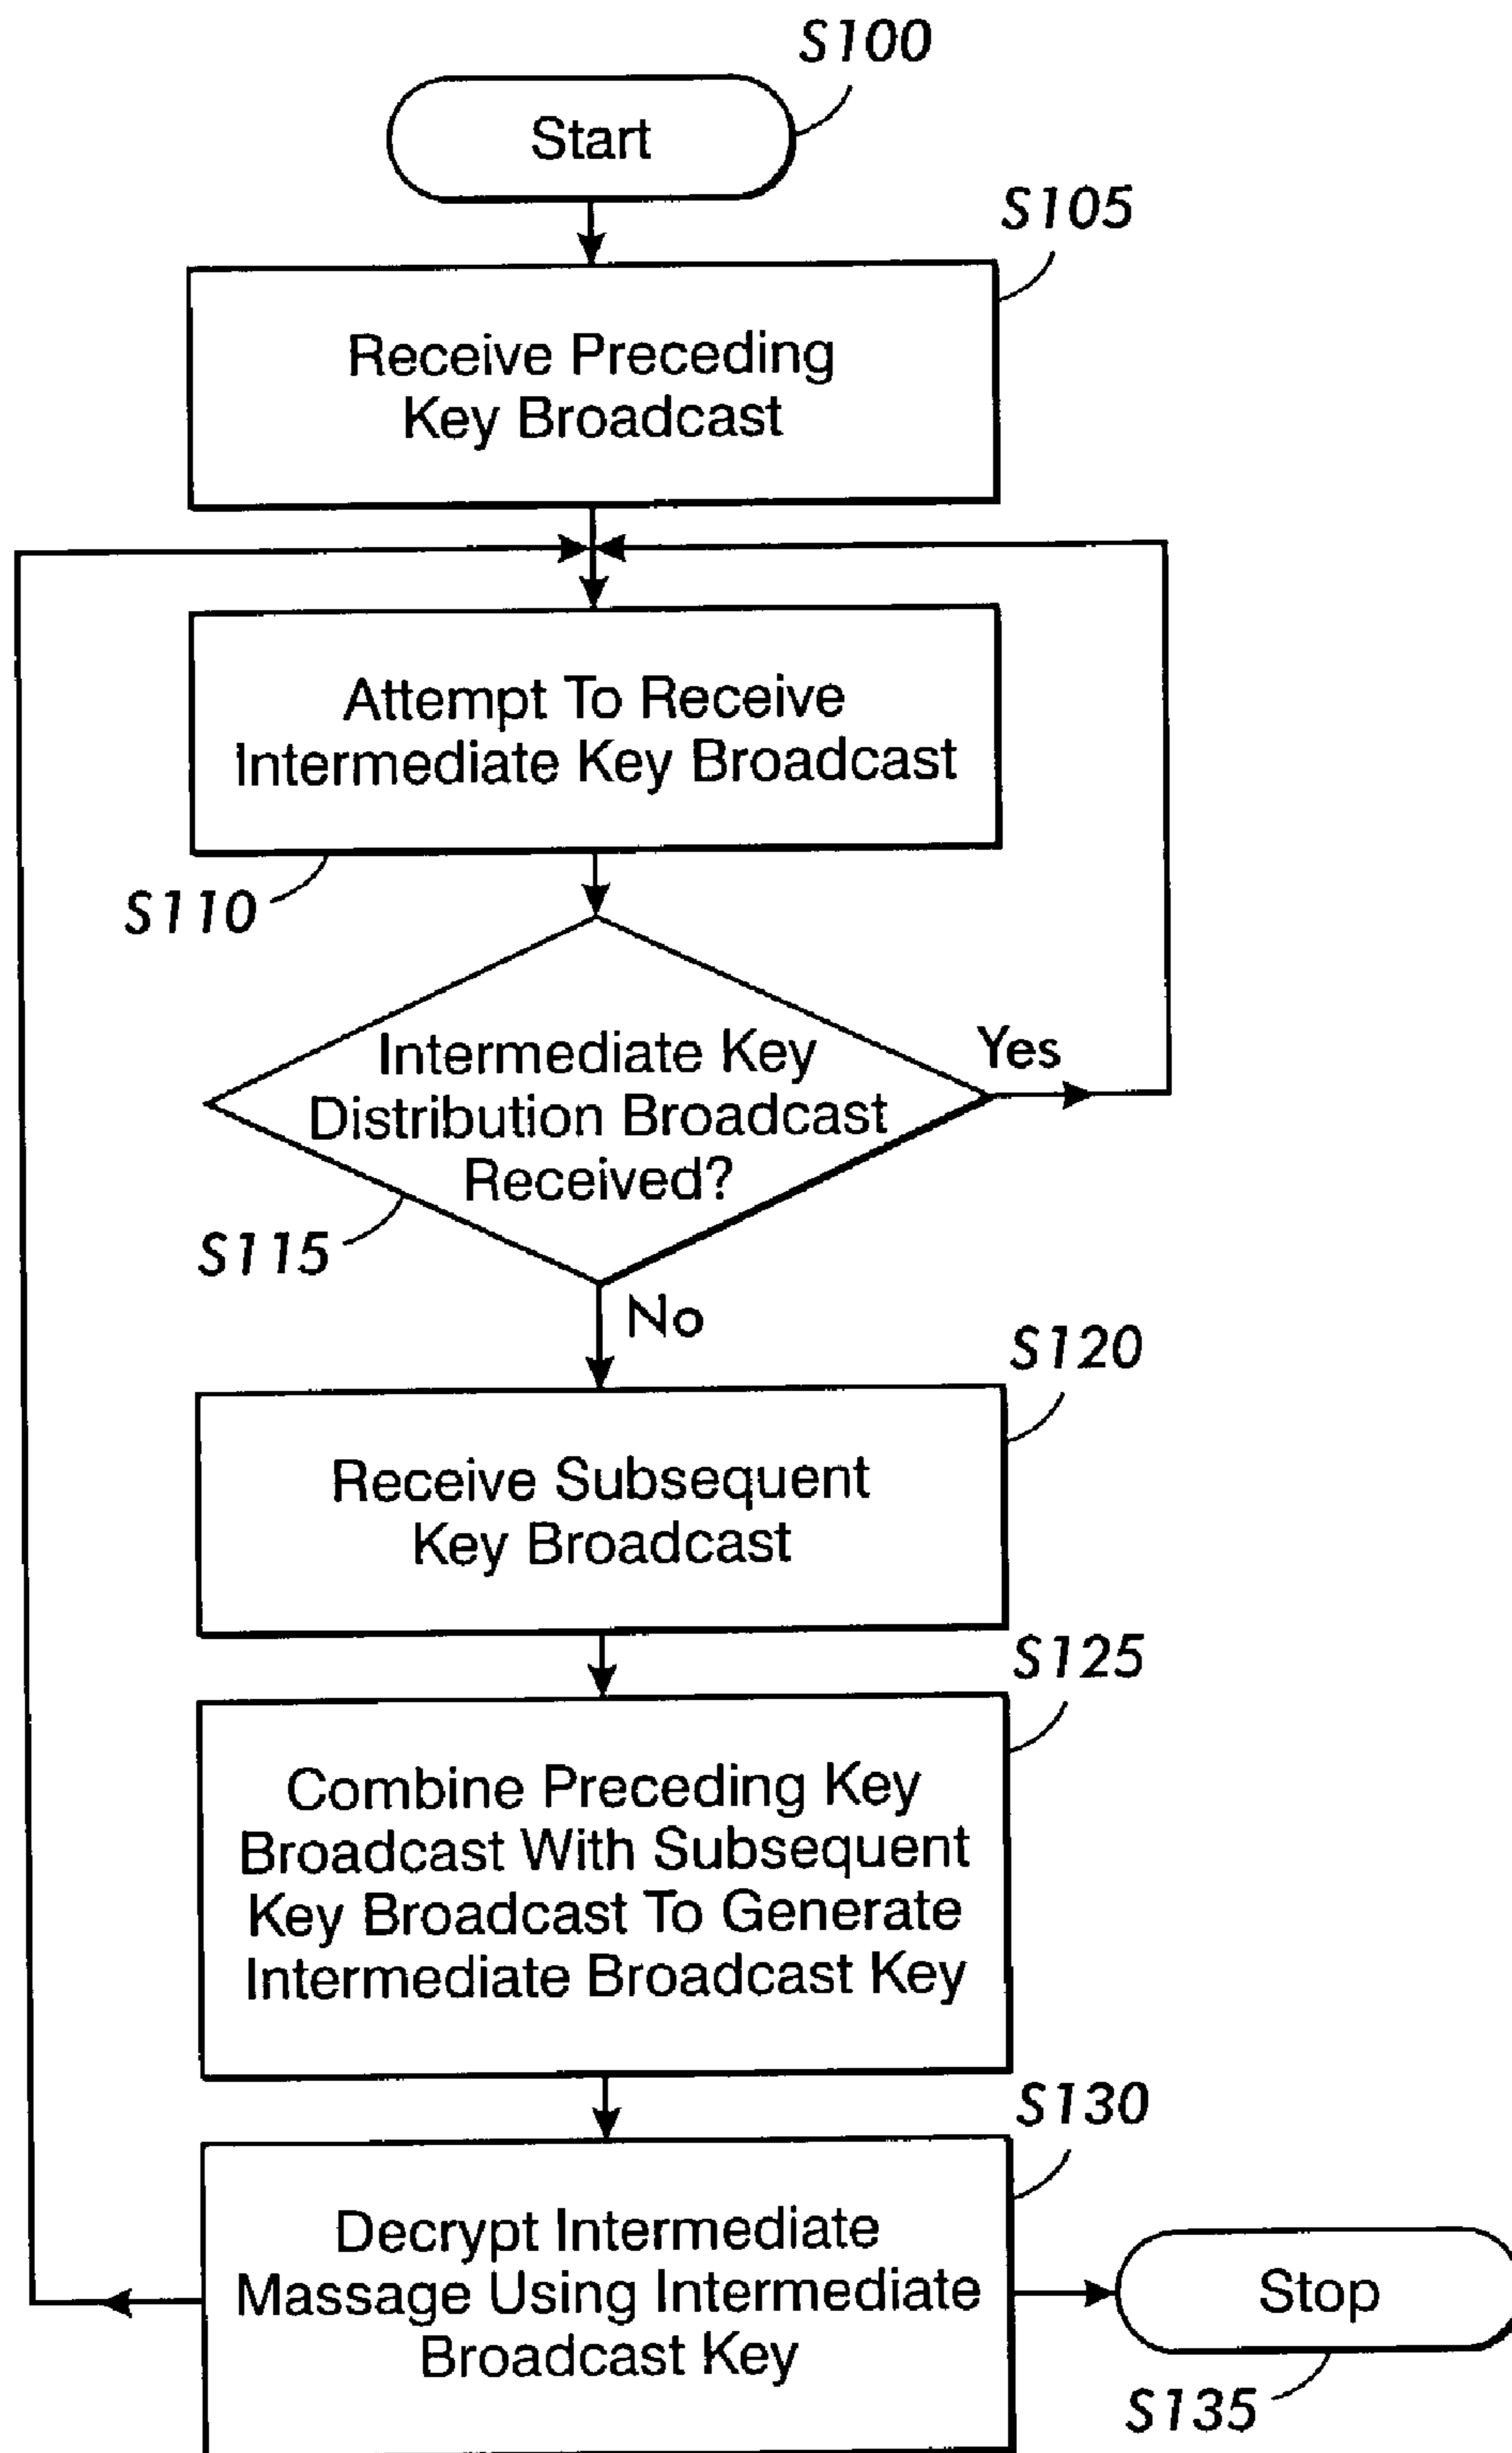 S100
Start
S105
Receive Preceding
Key Broadcast
Attempt To Receive
Intermediate Key Broadcast
S110
Intermediate Key
Distribution Broadcast
Received?
Yes
S115
No
S120
Receive Subsequent
Key Broadcast
S125
Combine Preceding Key
Broadcast With Subsequent
Key Broadcast To Generate
Intermediate Broadcast Key
S130
Decrypt Intermediate
Massage Using Intermediate
Broadcast Key
Stop
S135